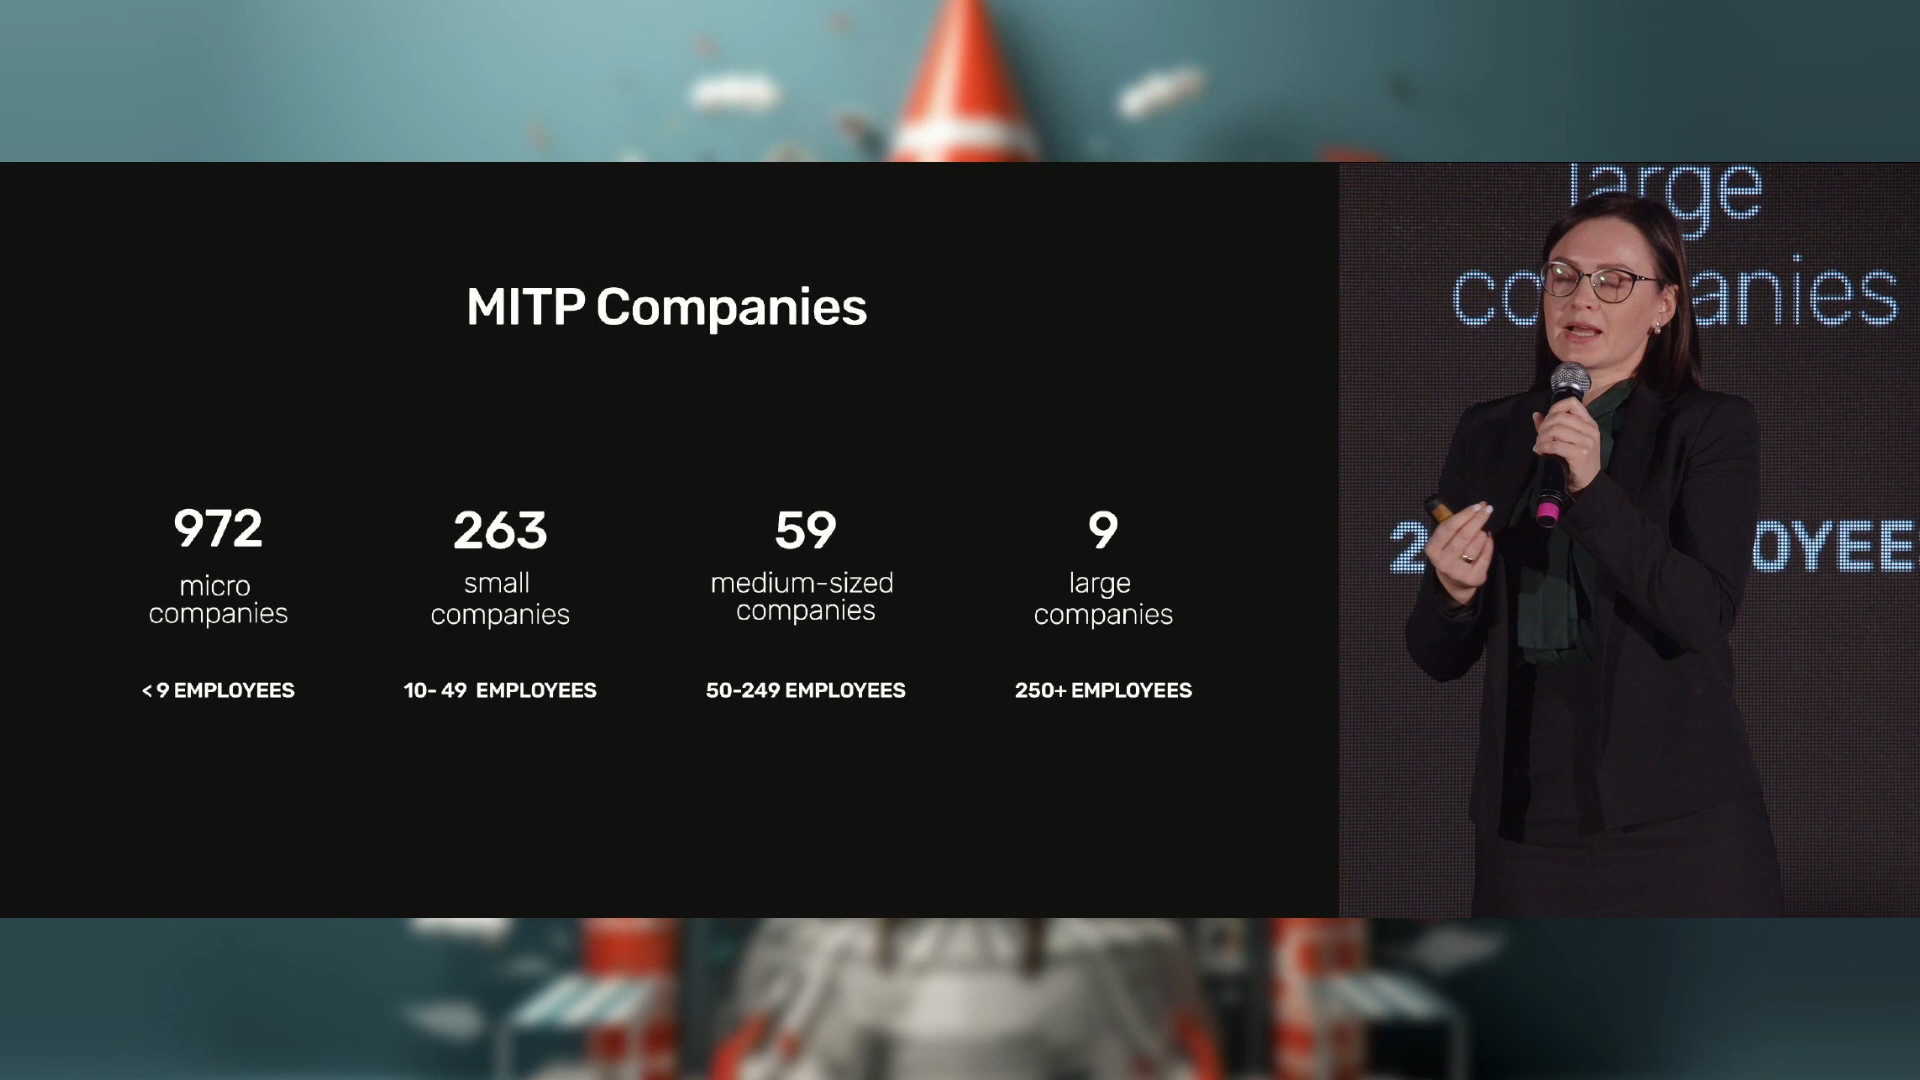 MITP Companies
972
micro
companies
< 9 EMPLOYEES
263
small
companies
10- 49 EMPLOYEES
59
medium-sized
companies
50-249 EMPLOYEES
9
large
companies
250+ EMPLOYEES
large